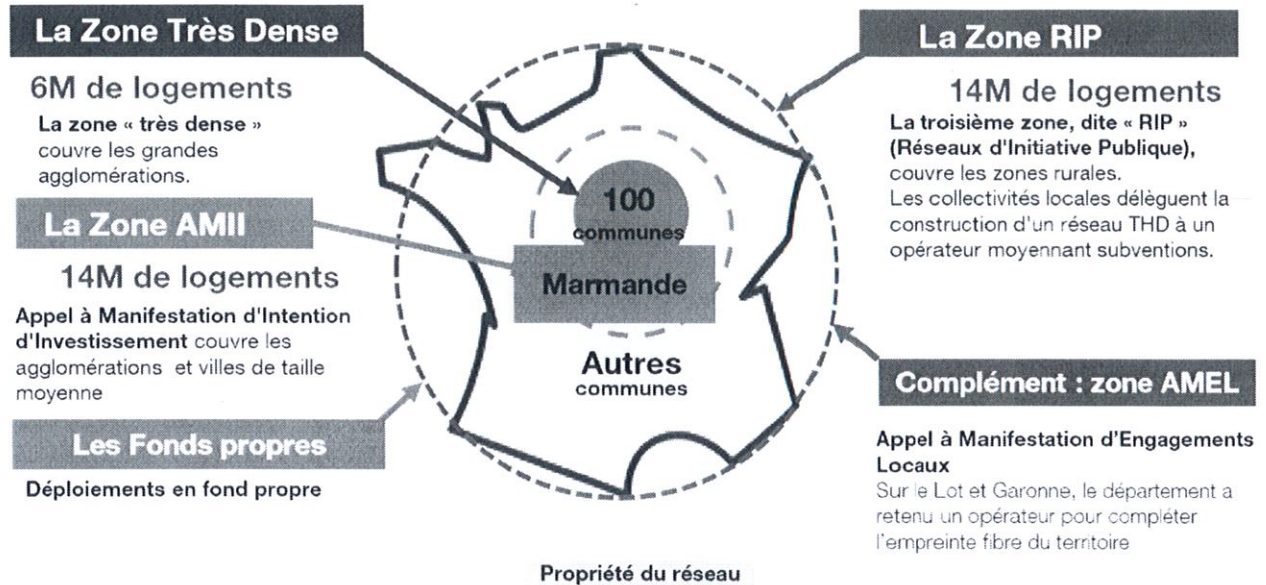 La Zone Très Dense
6M de logements
La zone « très dense »
couvre les grandes
agglomérations.
La Zone AMII
14M de logements
Appel à Manifestation d'Intention
d'Investissement couvre les
agglomérations et villes de taille
moyenne
Les Fonds propres
Déploiements en fond propre
100
communes
Marmande
Autres
communes
La Zone RIP
14M de logements
La troisième zone, dite « RIP »
(Réseaux d'Initiative Publique),
couvre les zones rurales.
Les collectivités locales délèguent la
construction d'un réseau THD à un
opérateur moyennant subventions.
Complément : zone AMEL
Appel à Manifestation d'Engagements
Locaux
Sur le Lot et Garonne, le département a
retenu un opérateur pour compléter
l'empreinte fibre du territoire
Propriété du réseau